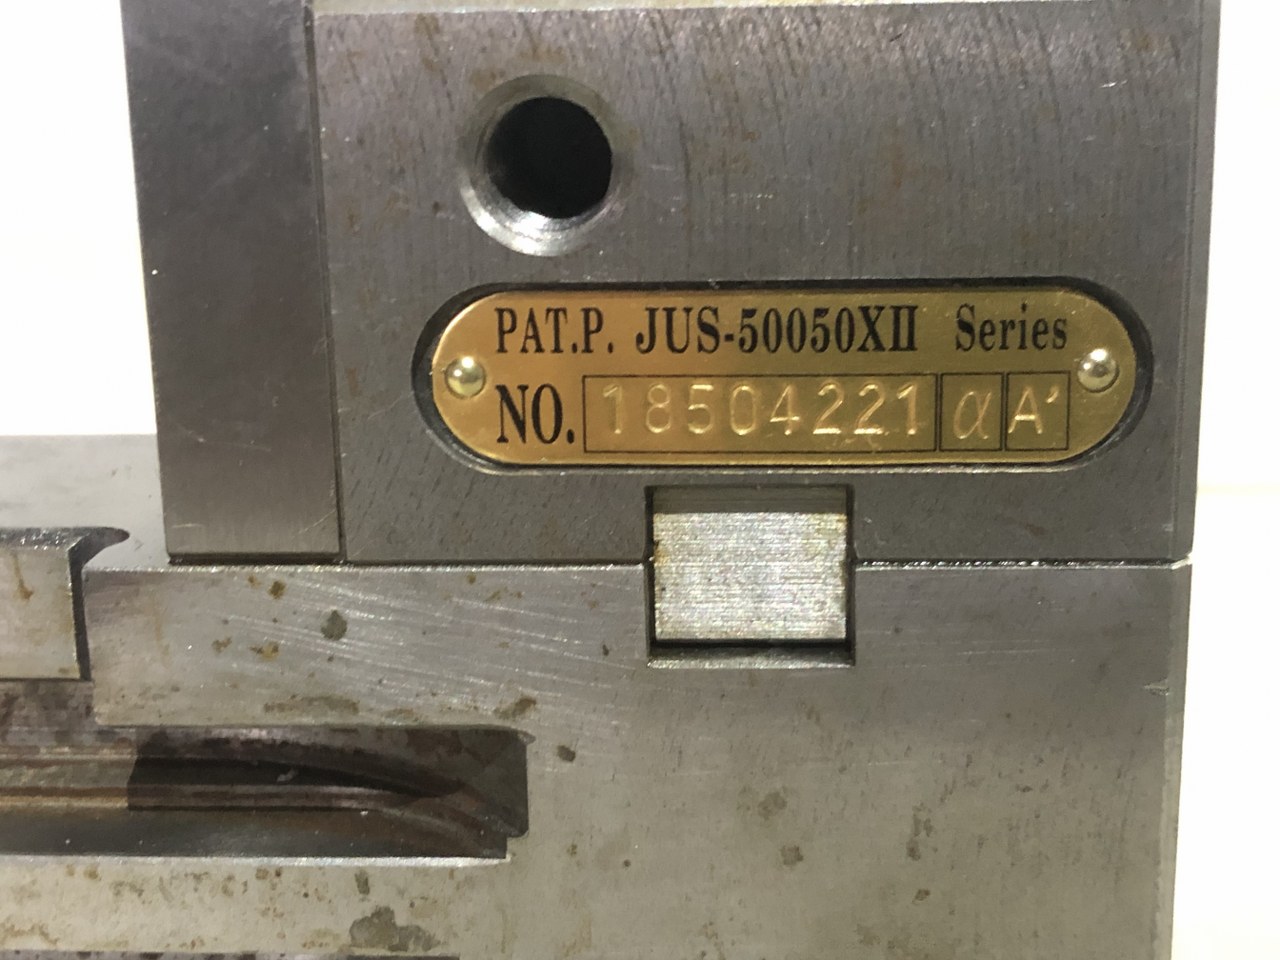 PAT.P. JUS-50050XII Series
NO. 18504221 α A'